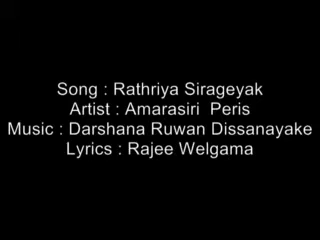 Song : Rathriya Sirageyak
Artist : Amarasiri  Peris
Music : Darshana Ruwan Dissanayake
Lyrics : Rajee Welgama